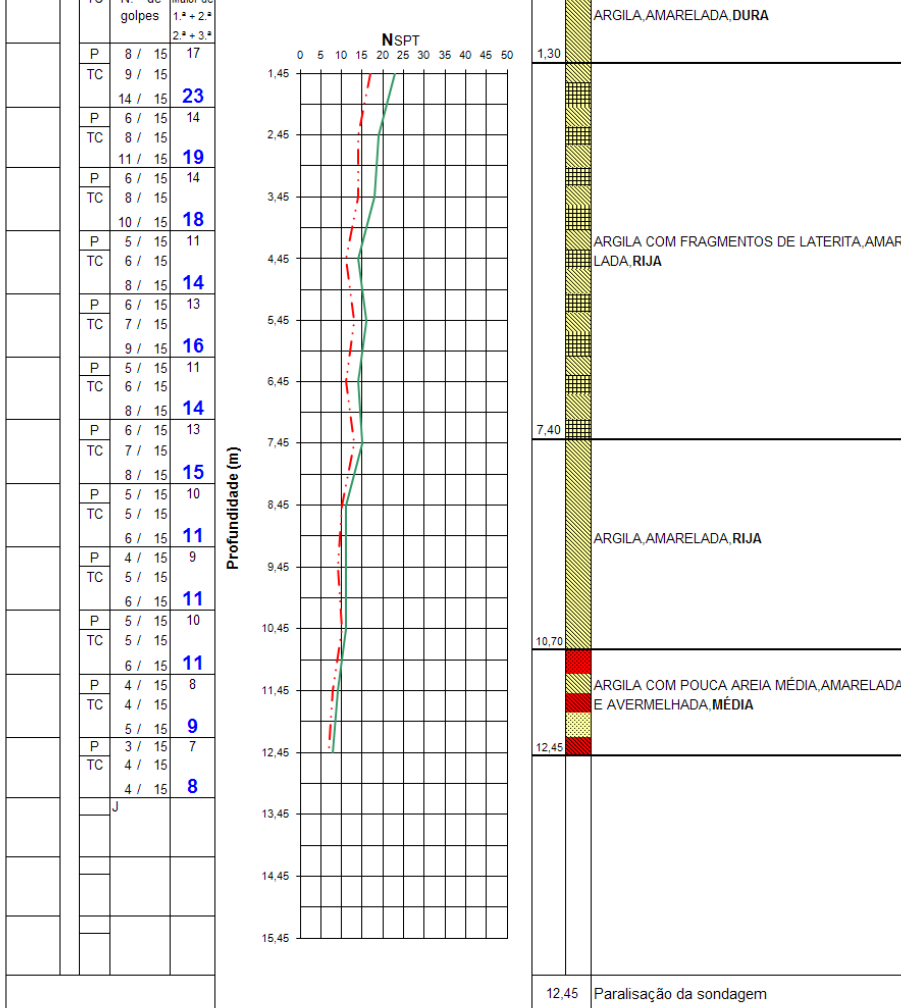 TC N.º de Maior de
golpes 1.ª + 2.ª
2.ª + 3.ª
P 8 / 15 17
TC 9 / 15
14 / 15 23
P 6 / 15 14
TC 8 / 15
11 / 15 19
P 6 / 15 14
TC 8 / 15
10 / 15 18
P 5 / 15 11
TC 6 / 15
8 / 15 14
P 6 / 15 13
TC 7 / 15
9 / 15 16
P 5 / 15 11
TC 6 / 15
8 / 15 14
P 6 / 15 13
TC 7 / 15
8 / 15 15
P 5 / 15 10
TC 5 / 15
6 / 15 11
P 4 / 15 9
TC 5 / 15
6 / 15 11
P 5 / 15 10
TC 5 / 15
6 / 15 11
P 4 / 15 8
TC 4 / 15
5 / 15 9
P 3 / 15 7
TC 4 / 15
4 / 15 8
J
NSPT
0 5 10 15 20 25 30 35 40 45 50
Profundidade (m)
1,45
2,45
3,45
4,45
5,45
6,45
7,45
8,45
9,45
10,45
11,45
12,45
13,45
14,45
15,45
ARGILA,AMARELADA,DURA
1,30
ARGILA COM FRAGMENTOS DE LATERITA,AMAR
LADA,RIJA
7,40
ARGILA,AMARELADA,RIJA
10,70
ARGILA COM POUCA AREIA MÉDIA,AMARELADA
E AVERMELHADA,MÉDIA
12,45
12,45 Paralisação da sondagem